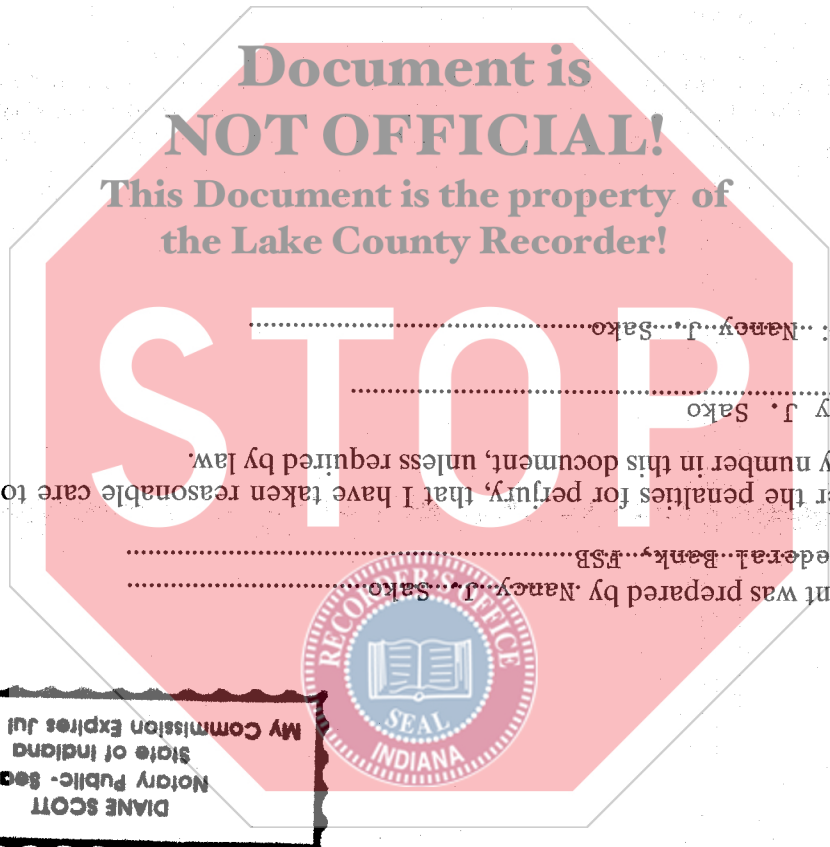 Document is
NOT OFFICIAL!
This Document is the property of
the Lake County Recorder!
STOP
RECORDER'S OFFICE
SEAL
INDIANA
DIANE SCOTT
Notary Public-
State of Indiana
My Commission Expires Jul
nt was prepared by Nancy J. Sako
ederal Bank, FSB
r the penalties for perjury, that I have taken reasonable care to
y number in this document, unless required by law.
y J. Sako
: Nancy J. Sako